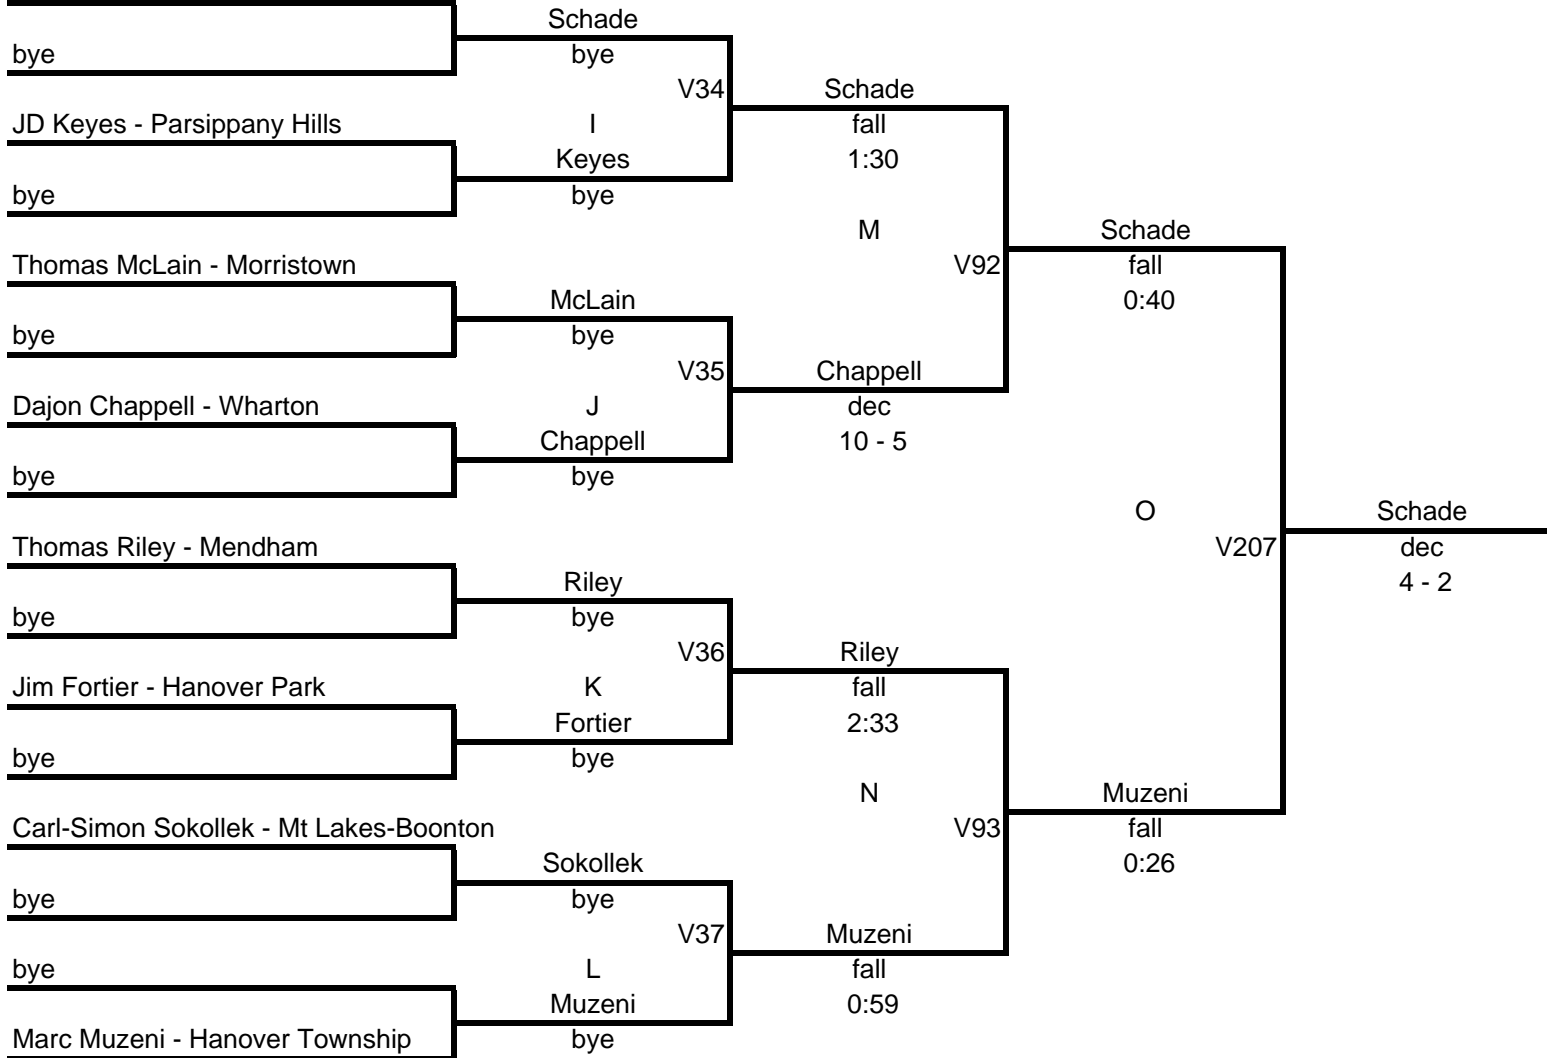 Schade
bye
bye
V34
Schade
JD Keyes - Parsippany Hills
I
fall
Keyes
1:30
bye
bye
M
Schade
Thomas McLain - Morristown
V92
fall
McLain
0:40
bye
bye
V35
Chappell
Dajon Chappell - Wharton
J
dec
Chappell
10 - 5
bye
bye
O
Schade
Thomas Riley - Mendham
V207
dec
Riley
4 - 2
bye
bye
V36
Riley
Jim Fortier - Hanover Park
K
fall
Fortier
2:33
bye
bye
N
Muzeni
Carl-Simon Sokollek - Mt Lakes-Boonton
V93
fall
Sokollek
0:26
bye
bye
V37
Muzeni
bye
L
fall
Muzeni
0:59
Marc Muzeni - Hanover Township
bye